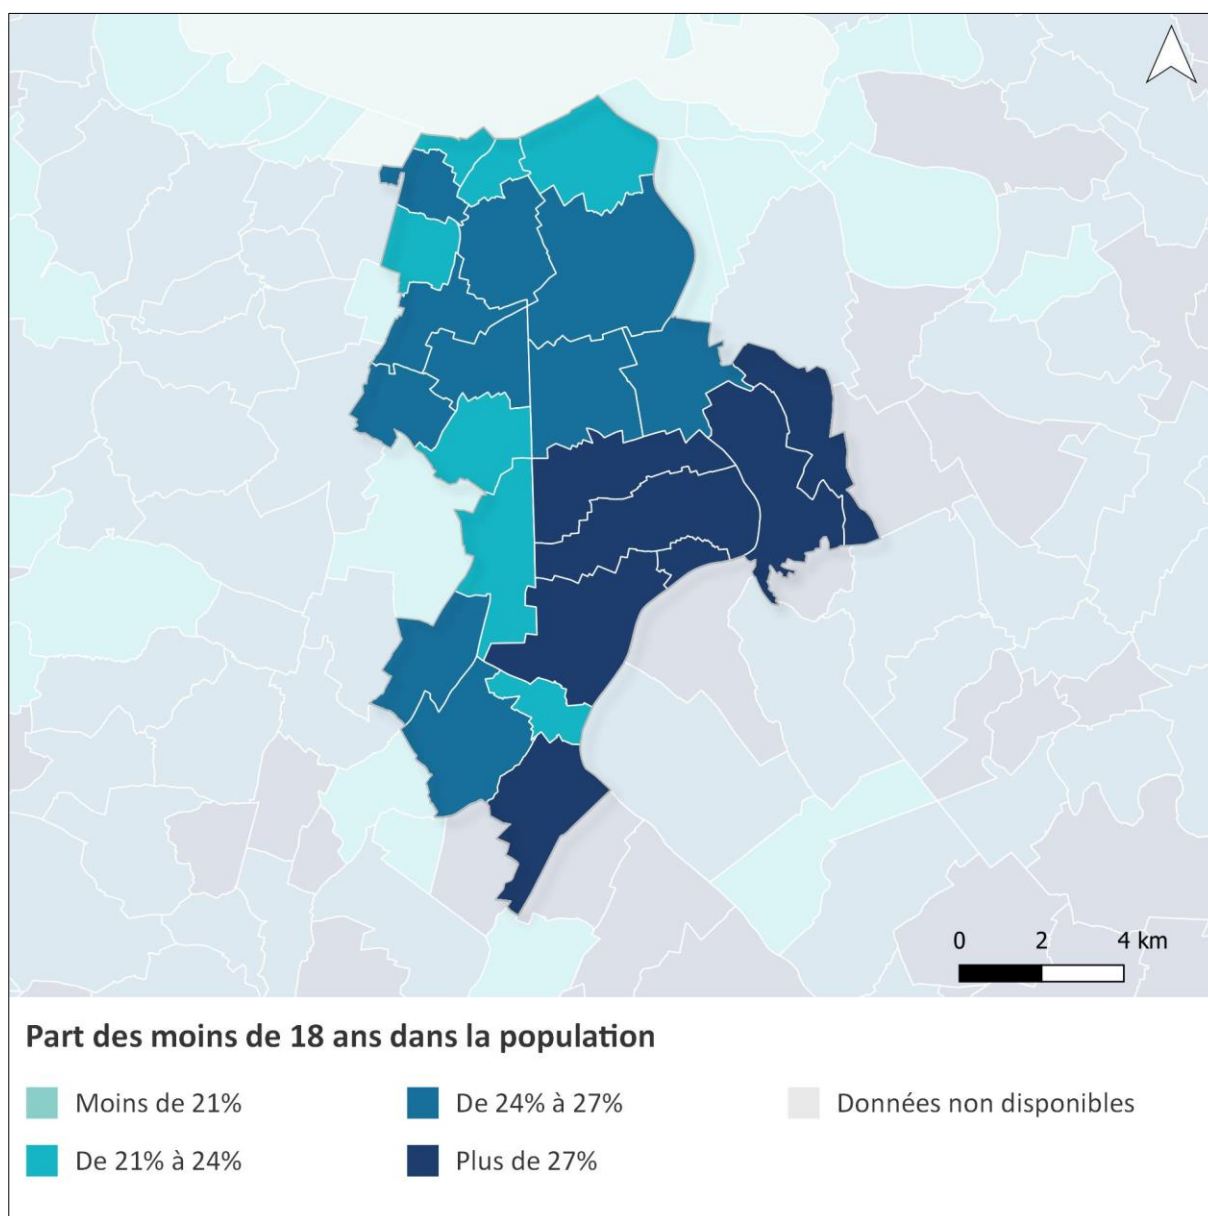 0 2 4 km
Part des moins de 18 ans dans la population
Moins de 21% De 24% à 27% Données non disponibles
De 21% à 24% Plus de 27%